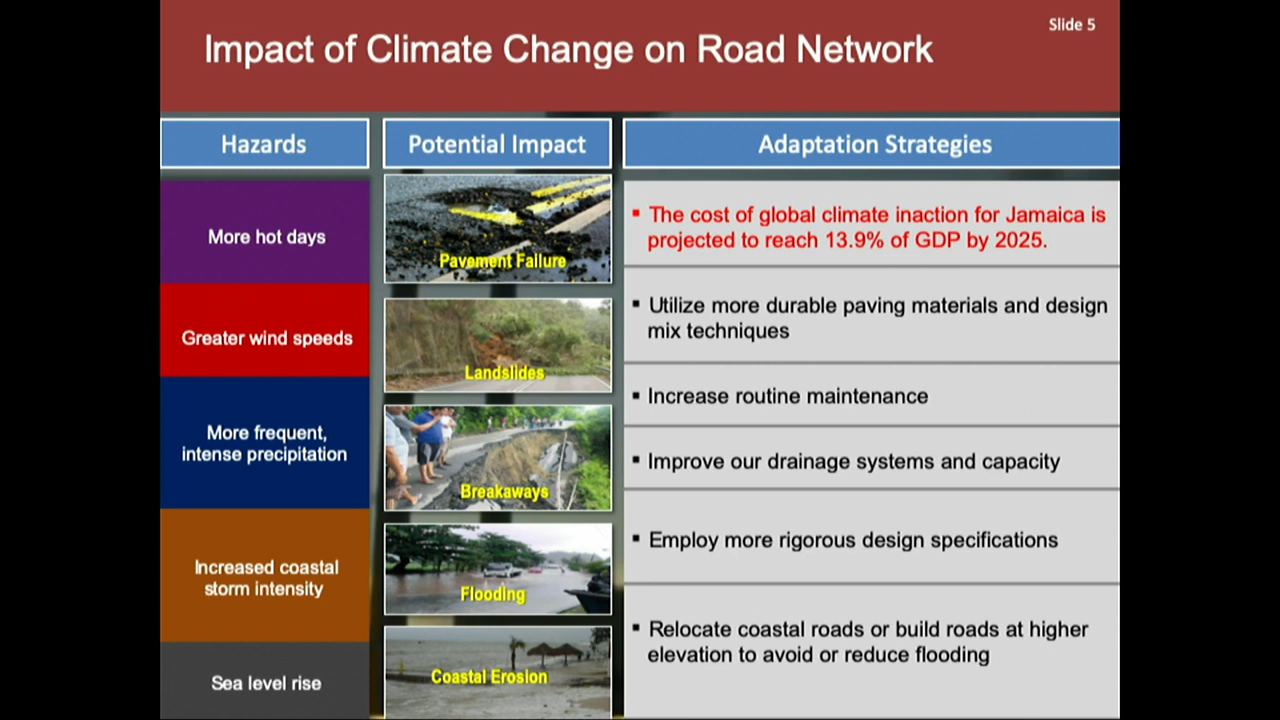 Slide 5
Impact of Climate Change on Road Network
Hazards
Potential Impact
Adaptation Strategies
More hot days
Greater wind speeds
More frequent,
intense precipitation
Increased coastal
storm intensity
Sea level rise
Pavement Failure
Landslides
Breakaways
Flooding
Coastal Erosion
▪ The cost of global climate inaction for Jamaica is
projected to reach 13.9% of GDP by 2025.
▪ Utilize more durable paving materials and design
mix techniques
▪ Increase routine maintenance
▪ Improve our drainage systems and capacity
▪ Employ more rigorous design specifications
▪ Relocate coastal roads or build roads at higher
elevation to avoid or reduce flooding